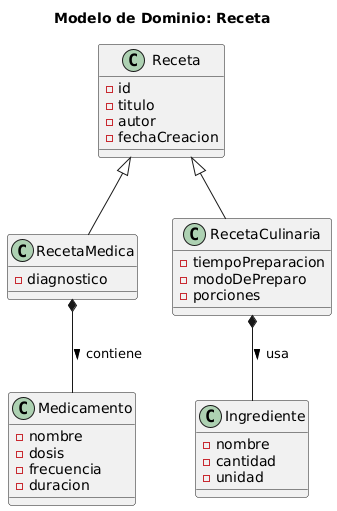 Modelo de Dominio: Receta
C Receta
id
titulo
autor
fechaCreacion
C RecetaMedica
diagnostico
C RecetaCulinaria
tiempoPreparacion
modoDePreparo
porciones
contiene
usa
C Medicamento
nombre
dosis
frecuencia
duracion
C Ingrediente
nombre
cantidad
unidad